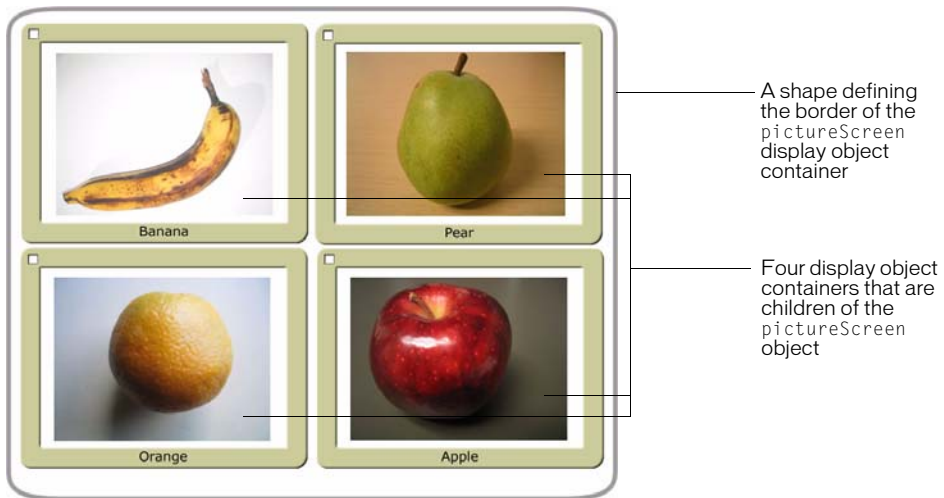 Banana
Pear
Orange
Apple
A shape defining
the border of the
pictureScreen
display object
container
Four display object
containers that are
children of the
pictureScreen
object